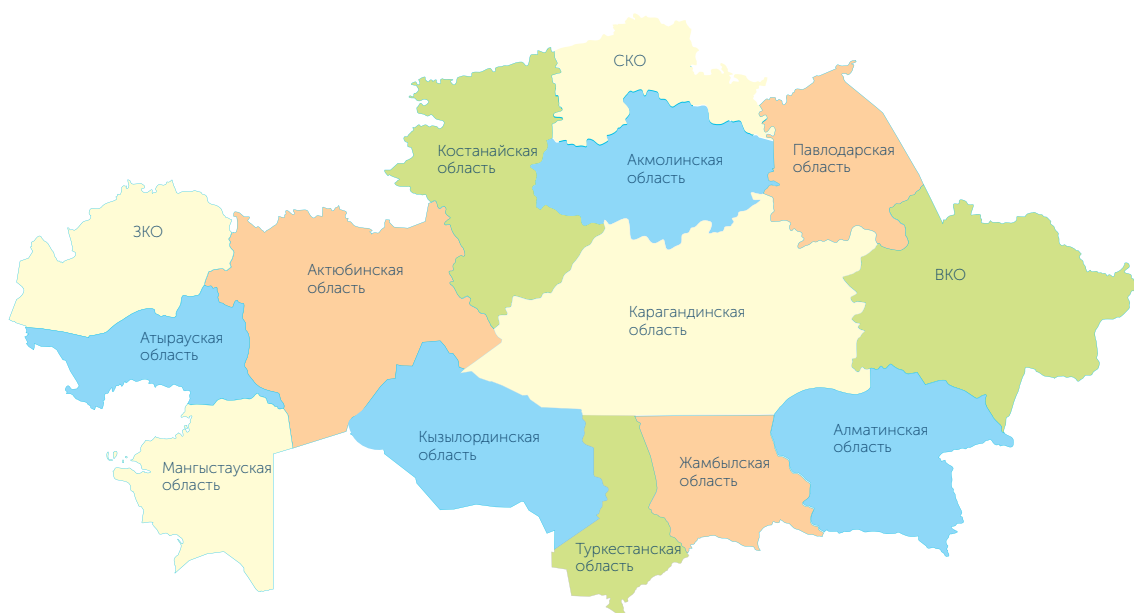 СКО
Костанайская
область
Акмолинская
область
Павлодарская
область
ЗКО
Актюбинская
область
ВКО
Карагандинская
область
Атырауская
область
Кызылординская
область
Алматинская
область
Мангыстауская
область
Жамбылская
область
Туркестанская
область